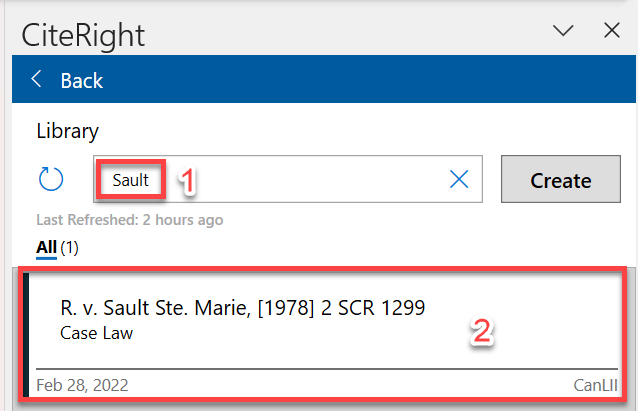 CiteRight
Back
Library
Sault 1
Create
Last Refreshed: 2 hours ago
All (1)
R. v. Sault Ste. Marie, [1978] 2 SCR 1299
Case Law
2
Feb 28, 2022 CanLII